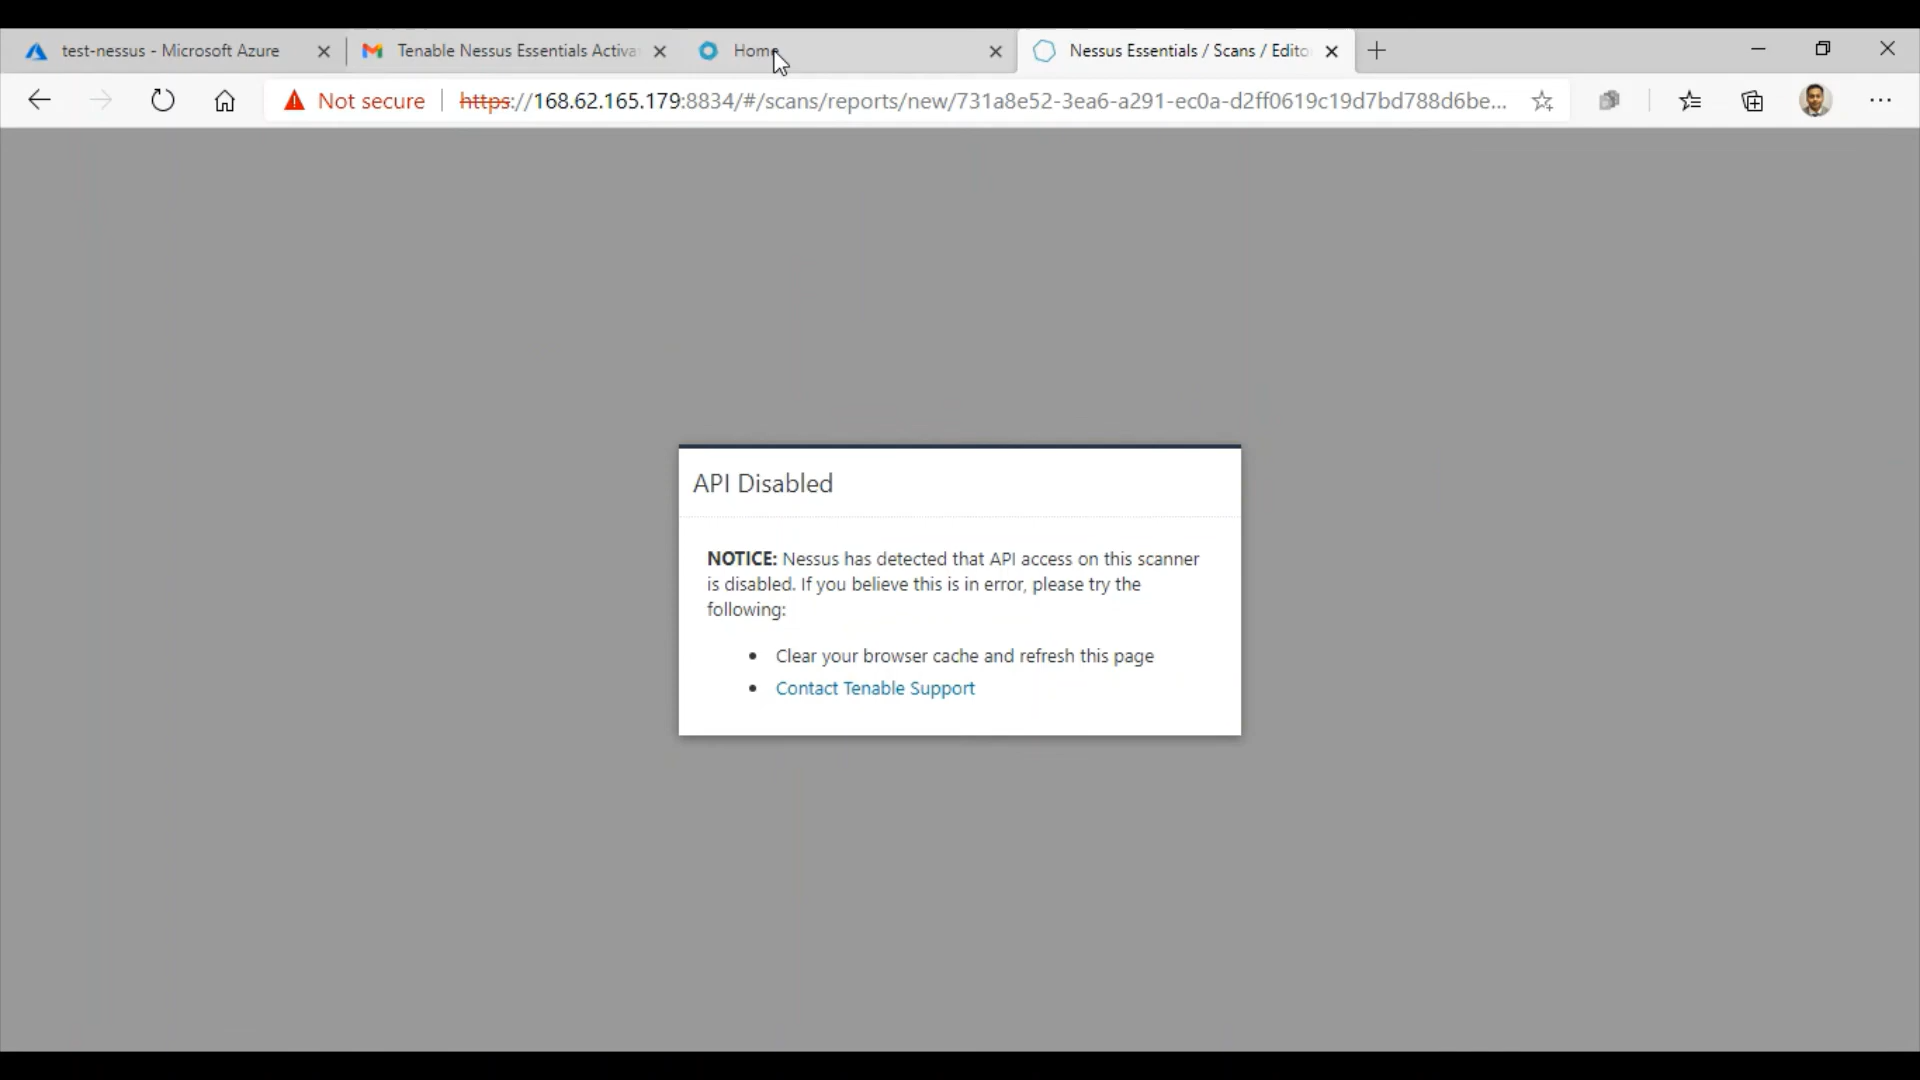 test-nessus - Microsoft Azure
Tenable Nessus Essentials Activa
Home
Nessus Essentials / Scans / Edito
Not secure
https://168.62.165.179:8834/#/scans/reports/new/731a8e52-3ea6-a291-ec0a-d2ff0619c19d7bd788d6be...
API Disabled
NOTICE: Nessus has detected that API access on this scanner
is disabled. If you believe this is in error, please try the
following:
• Clear your browser cache and refresh this page
• Contact Tenable Support